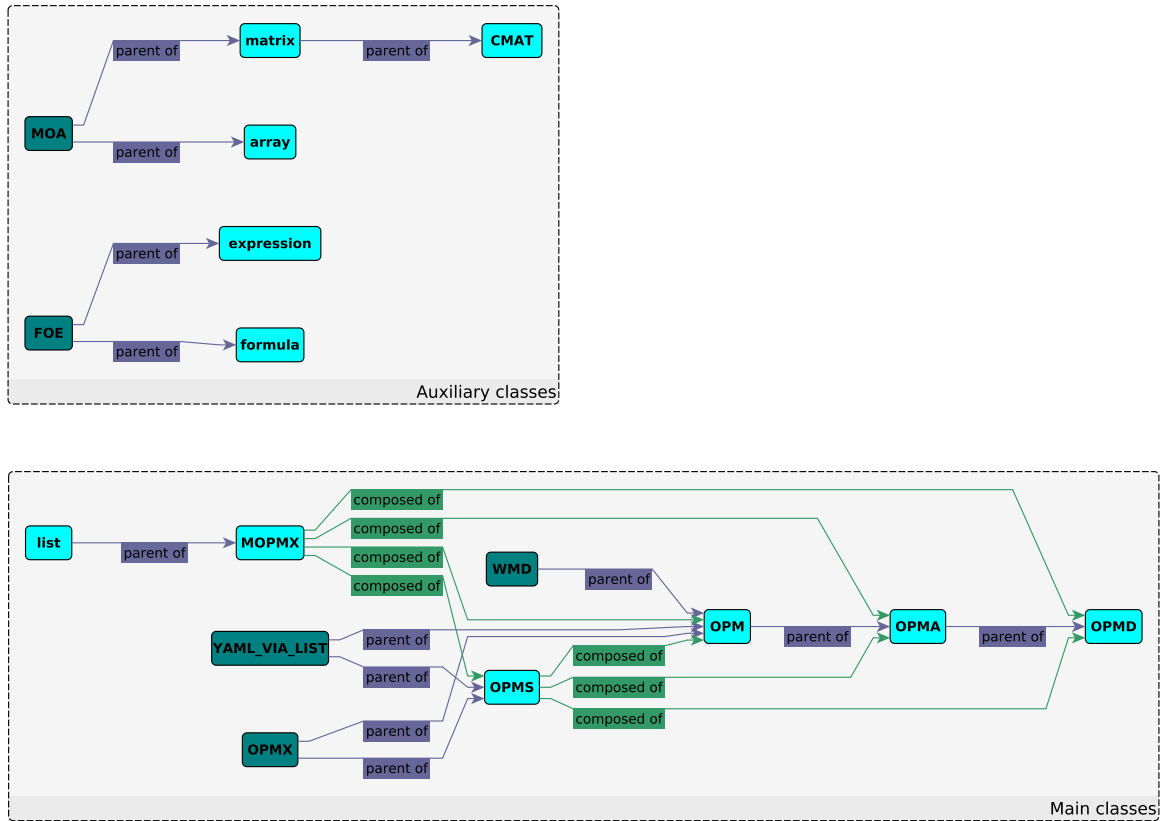 matrix
CMAT
parent of
parent of
MOA
array
parent of
expression
parent of
FOE
formula
parent of
Auxiliary classes
composed of
composed of
list
MOPMX
parent of
composed of
WMD
parent of
composed of
OPM
OPMA
OPMD
parent of
parent of
YAML_VIA_LIST
parent of
composed of
parent of
OPMS
composed of
composed of
parent of
OPMX
parent of
Main classes